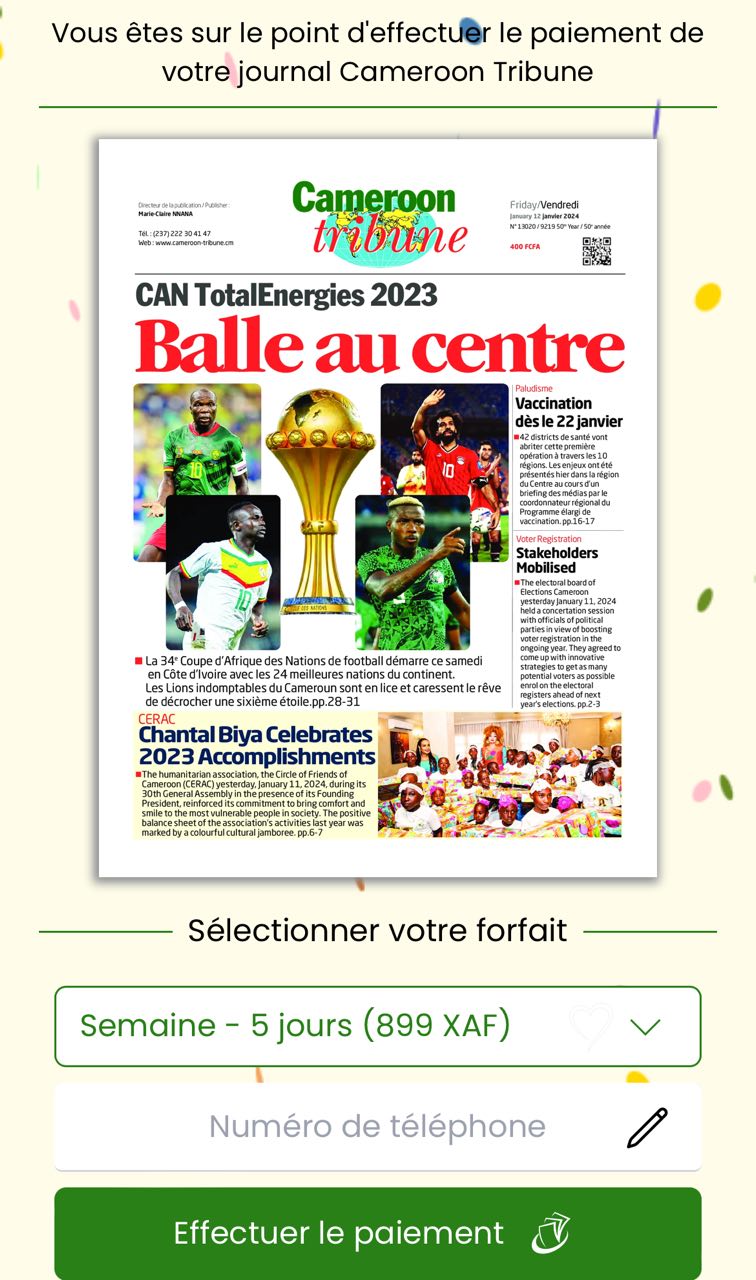 Vous êtes sur le point d'effectuer le paiement de
votre journal Cameroon Tribune
Directeur de la publication / Publisher :
Marie-Claire NNANA
Tél. : (237) 222 30 41 47
Web : www.cameroon-tribune.cm
Cameroon
tribune
Friday/Vendredi
January 12 janvier 2024
N° 13020 / 9219 50th Year / 50e année
400 FCFA
CAN TotalEnergies 2023
Balle au centre
Paludisme
Vaccination
dès le 22 janvier
42 districts de santé vont
abriter cette première
opération à travers les 10
régions. Les enjeux ont été
présentés hier dans la région
du Centre au cours d'un
briefing des médias par le
coordonnateur régional du
Programme élargi de
vaccination. pp.16-17
Voter Registration
Stakeholders
Mobilised
The electoral board of
Elections Cameroon
yesterday January 11, 2024
held a concertation session
with officials of political
parties in view of boosting
voter registration in the
ongoing year. They agreed to
come up with innovative
strategies to get as many
potential voters as possible
enrol on the electoral
registers ahead of next
year's elections. pp.2-3
10
10
10
La 34e Coupe d'Afrique des Nations de football démarre ce samedi
en Côte d'Ivoire avec les 24 meilleures nations du continent.
Les Lions indomptables du Cameroun sont en lice et caressent le rêve
de décrocher une sixième étoile.pp.28-31
CERAC
Chantal Biya Celebrates
2023 Accomplishments
The humanitarian association, the Circle of Friends of
Cameroon (CERAC) yesterday, January 11, 2024, during its
30th General Assembly in the presence of its Founding
President, reinforced its commitment to bring comfort and
smile to the most vulnerable people in society. The positive
balance sheet of the association's activities last year was
marked by a colourful cultural jamboree. pp.6-7
Sélectionner votre forfait
Semaine - 5 jours (899 XAF)
Numéro de téléphone
Effectuer le paiement